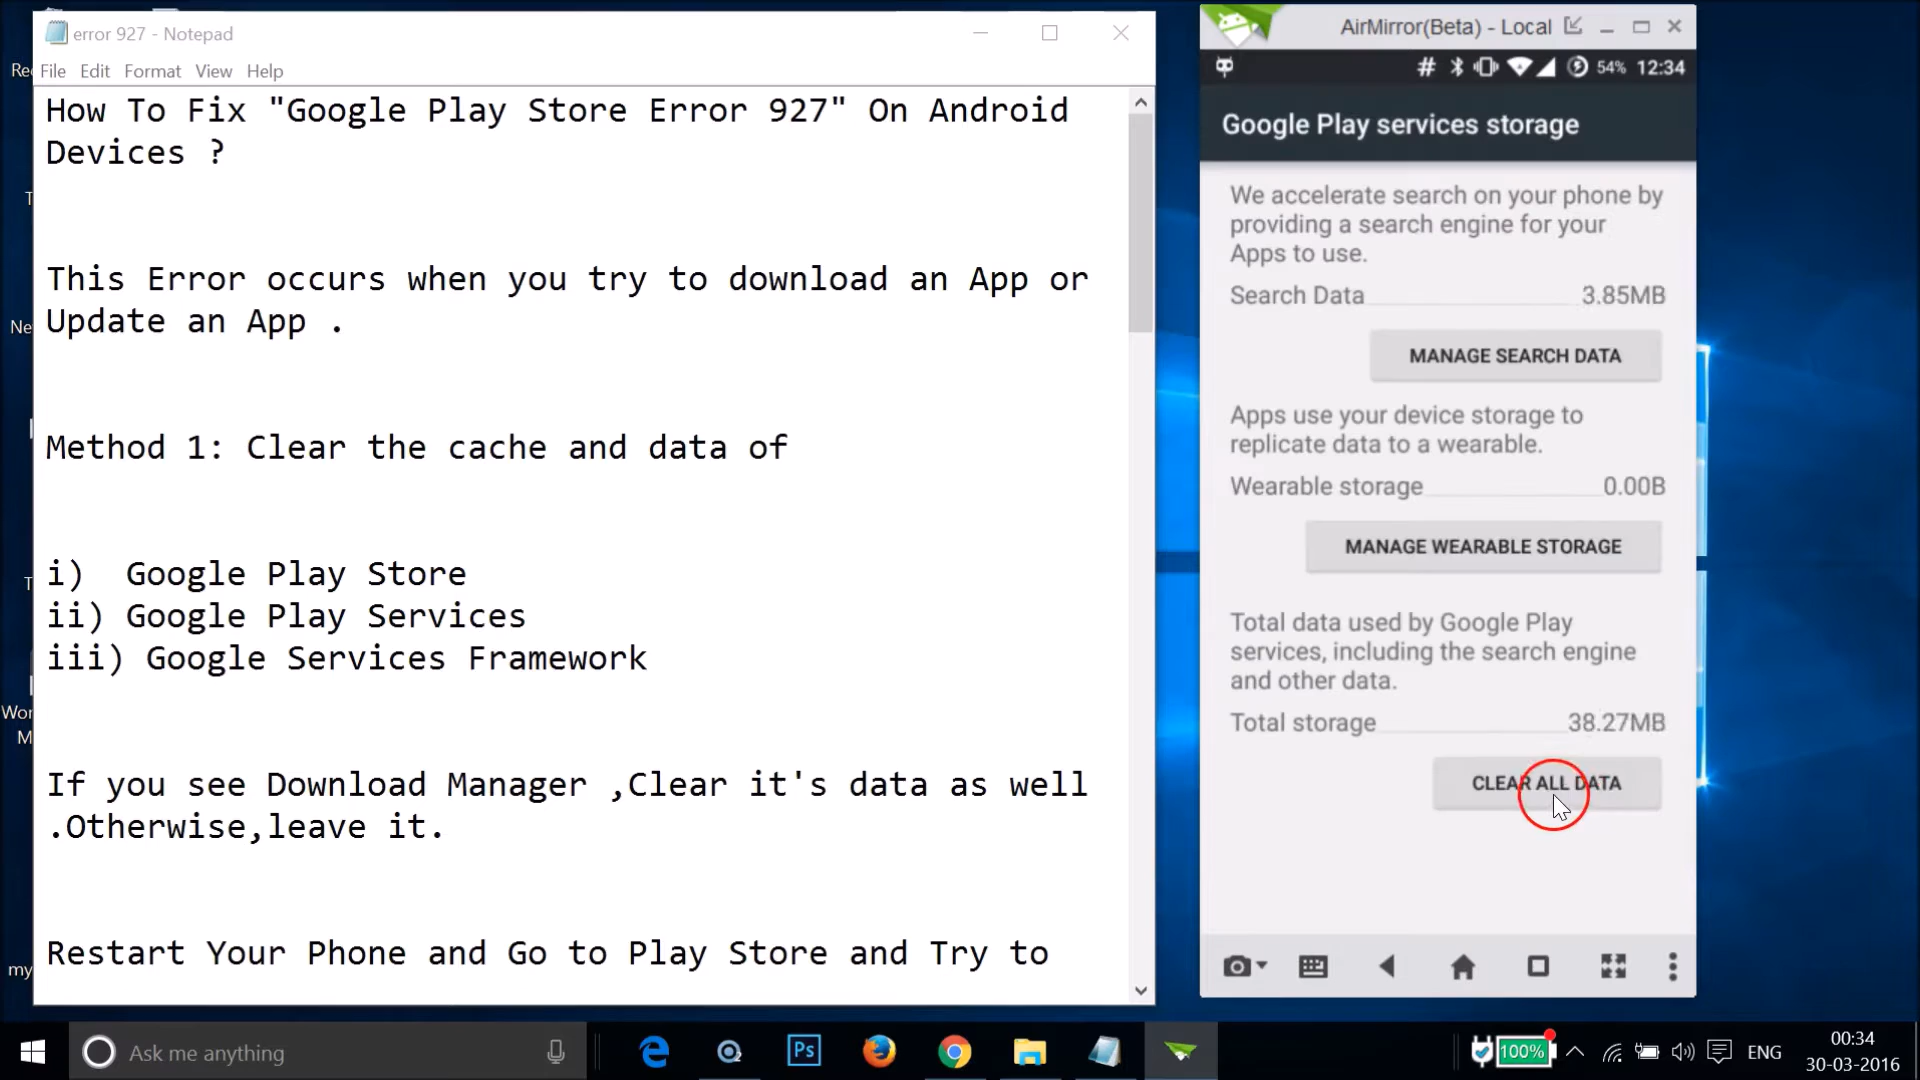 error 927 - Notepad
File Edit Format View Help
How To Fix "Google Play Store Error 927" On Android
Devices ?
This Error occurs when you try to download an App or
Update an App .
Method 1: Clear the cache and data of
i) Google Play Store
ii) Google Play Services
iii) Google Services Framework
If you see Download Manager ,Clear it's data as well
.Otherwise,leave it.
Restart Your Phone and Go to Play Store and Try to
AirMirror(Beta) - Local
54% 12:34
Google Play services storage
We accelerate search on your phone by
providing a search engine for your
Apps to use.
Search Data 3.85MB
MANAGE SEARCH DATA
Apps use your device storage to
replicate data to a wearable.
Wearable storage 0.00B
MANAGE WEARABLE STORAGE
Total data used by Google Play
services, including the search engine
and other data.
Total storage 38.27MB
CLEAR ALL DATA
Ask me anything
Ps
100%
ENG
00:34
30-03-2016